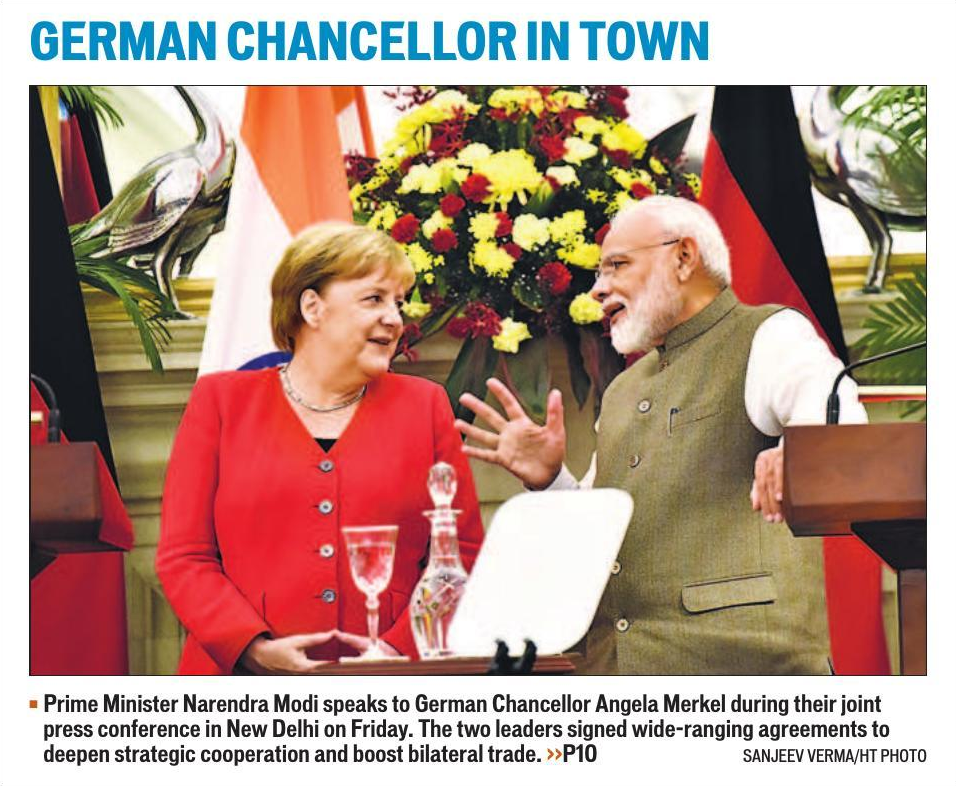 GERMAN CHANCELLOR IN TOWN
▪ Prime Minister Narendra Modi speaks to German Chancellor Angela Merkel during their joint
press conference in New Delhi on Friday. The two leaders signed wide-ranging agreements to
deepen strategic cooperation and boost bilateral trade. >>P10
SANJEEV VERMA/HT PHOTO